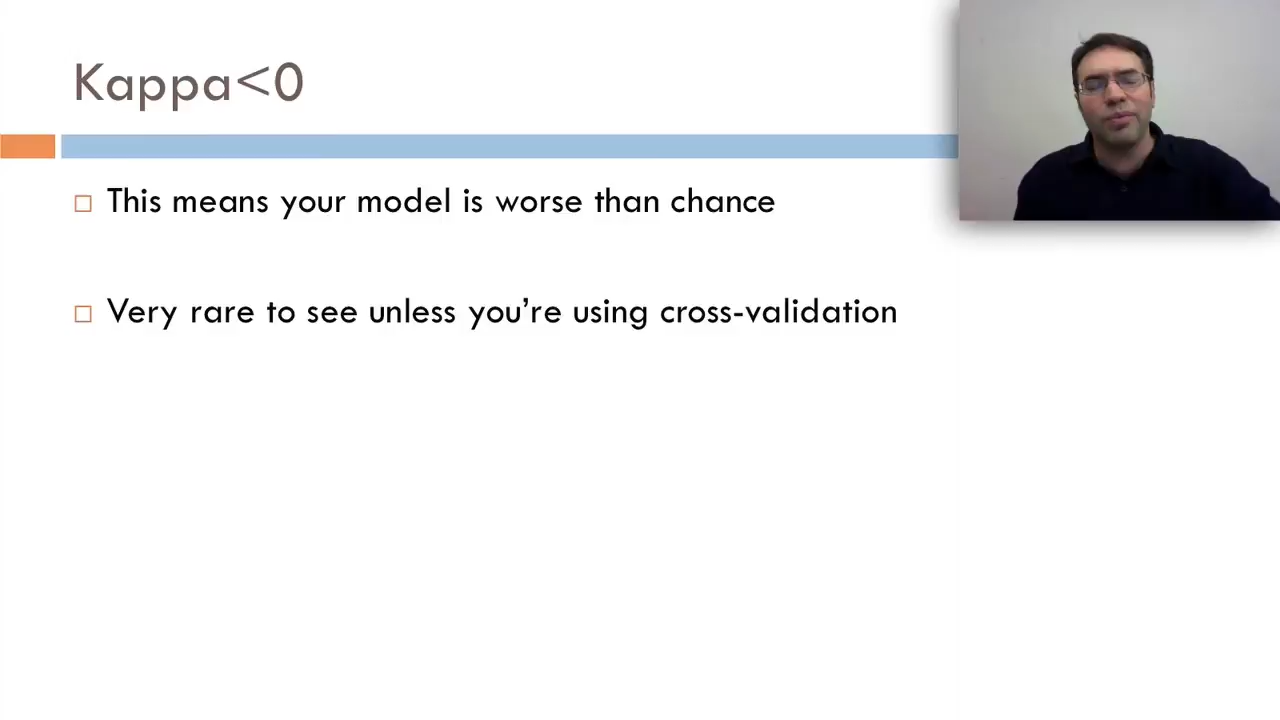 Kappa<0
This means your model is worse than chance
Very rare to see unless you're using cross-validation